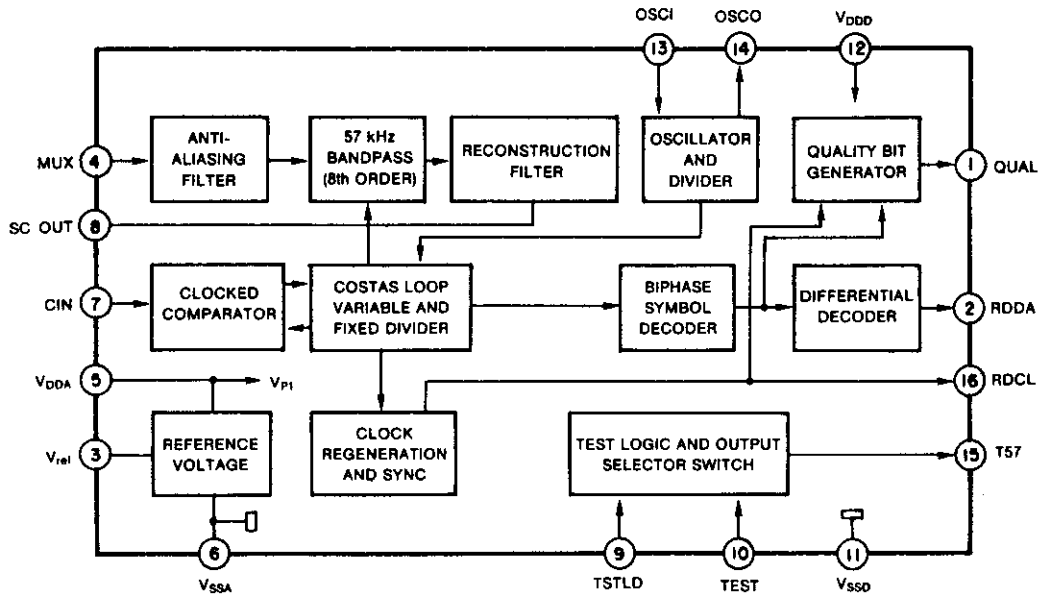 OSCI
OSCO
VDDD
13
14
12
ANTI-
ALIASING
FILTER
57 kHz
BANDPASS
(8th ORDER)
RECONSTRUCTION
FILTER
OSCILLATOR
AND
DIVIDER
QUALITY BIT
GENERATOR
MUX
4
1
QUAL
SC OUT
8
CIN
7
CLOCKED
COMPARATOR
COSTAS LOOP
VARIABLE AND
FIXED DIVIDER
BIPHASE
SYMBOL
DECODER
DIFFERENTIAL
DECODER
2
RDDA
VDDA
5
VP1
16
RDCL
Vref
3
REFERENCE
VOLTAGE
CLOCK
REGENERATION
AND SYNC
TEST LOGIC AND OUTPUT
SELECTOR SWITCH
15
T57
6
9
10
11
VSSA
TSTLD
TEST
VSSD